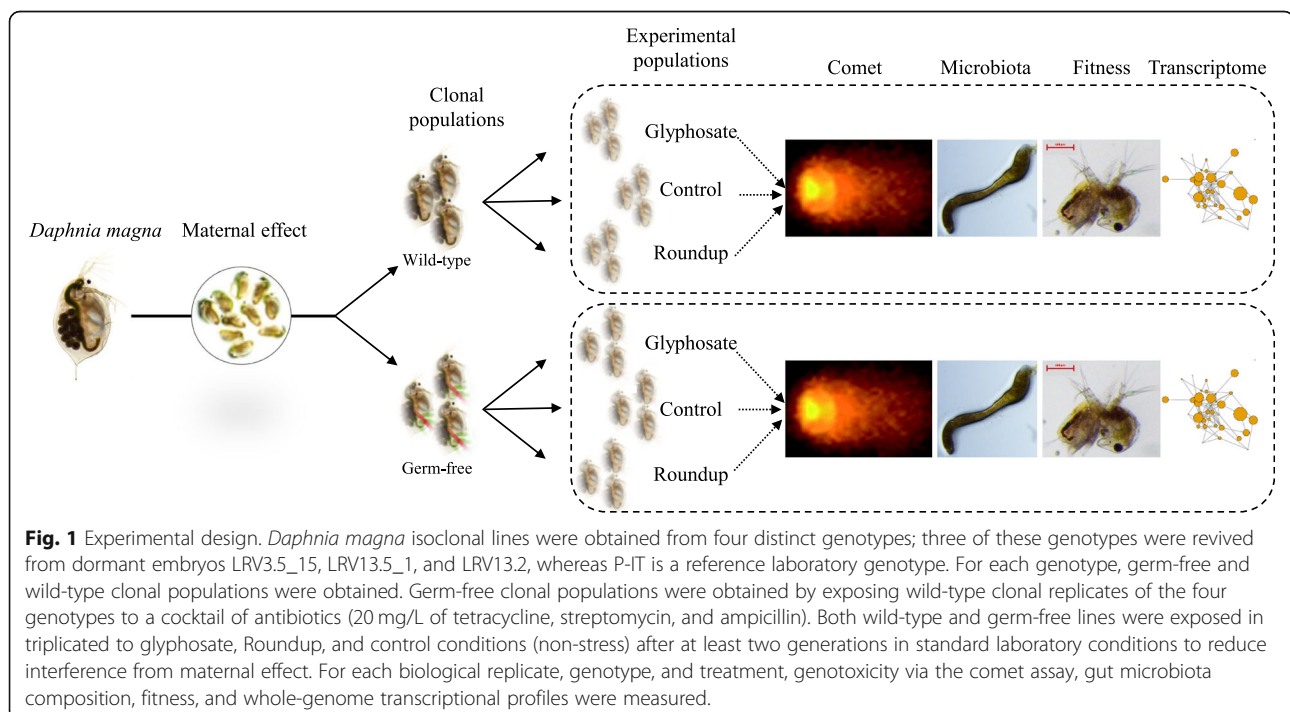 Experimental
populations
Comet
Microbiota
Fitness
Transcriptome
Clonal
populations
Glyphosate
Control
Roundup
Daphnia magna
Maternal effect
Wild-type
Glyphosate
Control
Roundup
Germ-free
Fig. 1 Experimental design. Daphnia magna isoclonal lines were obtained from four distinct genotypes; three of these genotypes were revived
from dormant embryos LRV3.5_15, LRV13.5_1, and LRV13.2, whereas P-IT is a reference laboratory genotype. For each genotype, germ-free and
wild-type clonal populations were obtained. Germ-free clonal populations were obtained by exposing wild-type clonal replicates of the four
genotypes to a cocktail of antibiotics (20 mg/L of tetracycline, streptomycin, and ampicillin). Both wild-type and germ-free lines were exposed in
triplicated to glyphosate, Roundup, and control conditions (non-stress) after at least two generations in standard laboratory conditions to reduce
interference from maternal effect. For each biological replicate, genotype, and treatment, genotoxicity via the comet assay, gut microbiota
composition, fitness, and whole-genome transcriptional profiles were measured.